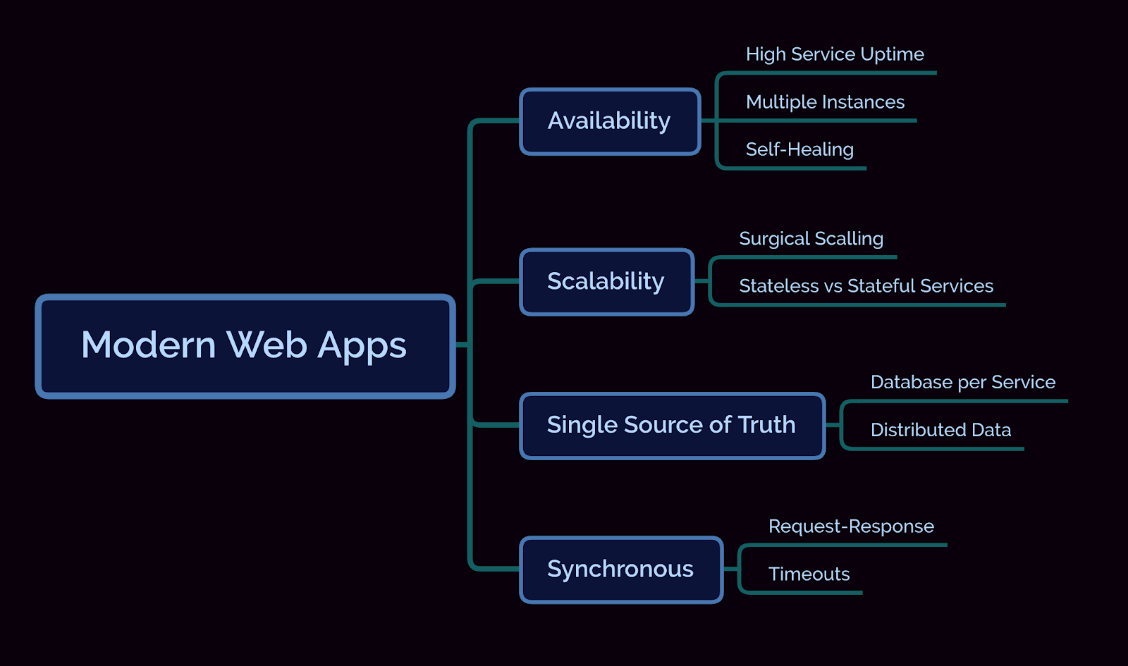 Modern Web Apps
Availability
High Service Uptime
Multiple Instances
Self-Healing
Scalability
Surgical Scalling
Stateless vs Stateful Services
Single Source of Truth
Database per Service
Distributed Data
Synchronous
Request-Response
Timeouts